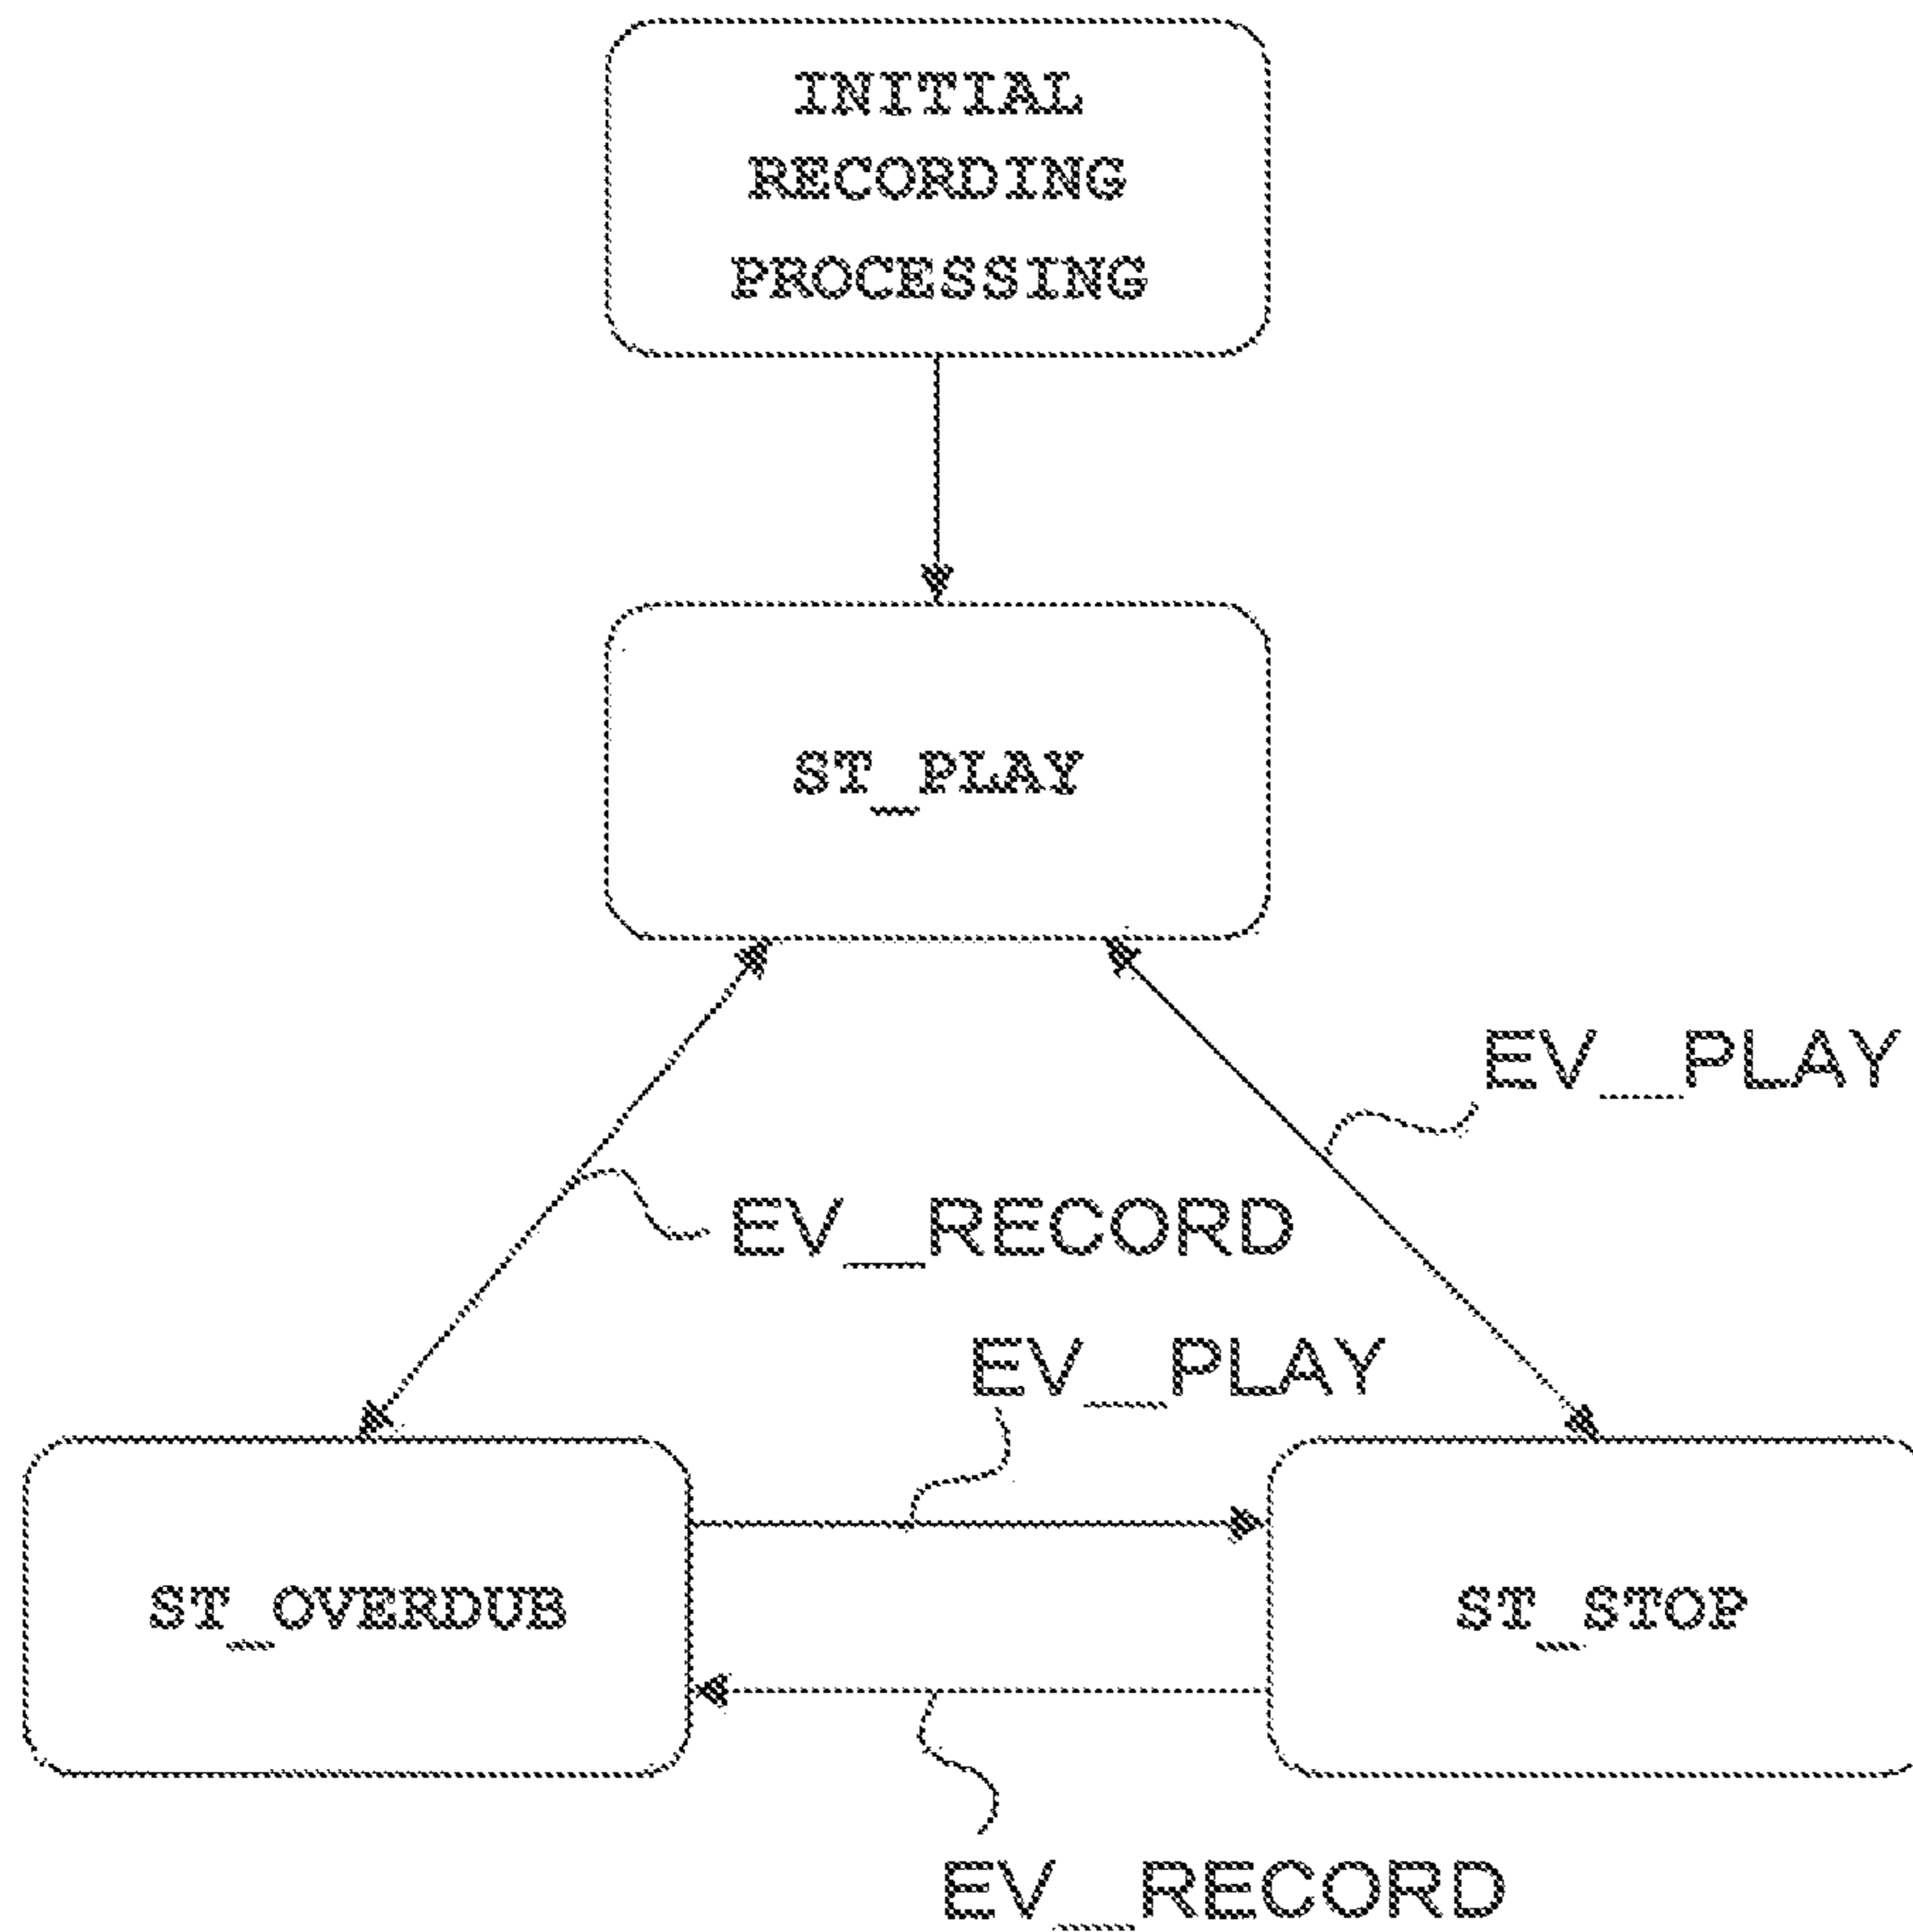 INITIAL
RECORDING
PROCESSING
ST_PLAY
EV_PLAY
EV_RECORD
EV_PLAY
ST_OVERDUB
ST_STOP
EV_RECORD